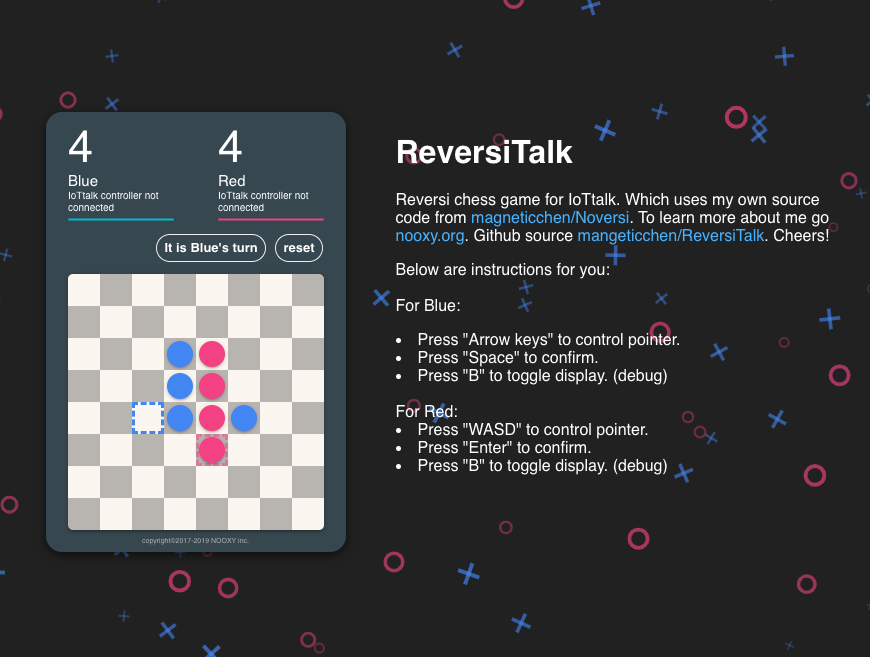 4
4
Blue
Red
IoTtalk controller not
connected
IoTtalk controller not
connected
It is Blue's turn
reset
copyright©2017-2019 NOOXY inc.
ReversiTalk
Reversi chess game for IoTtalk. Which uses my own source
code from magneticchen/Noversi. To learn more about me go
nooxy.org. Github source mangeticchen/ReversiTalk. Cheers!
Below are instructions for you:
For Blue:
• Press "Arrow keys" to control pointer.
• Press "Space" to confirm.
• Press "B" to toggle display. (debug)
For Red:
• Press "WASD" to control pointer.
• Press "Enter" to confirm.
• Press "B" to toggle display. (debug)